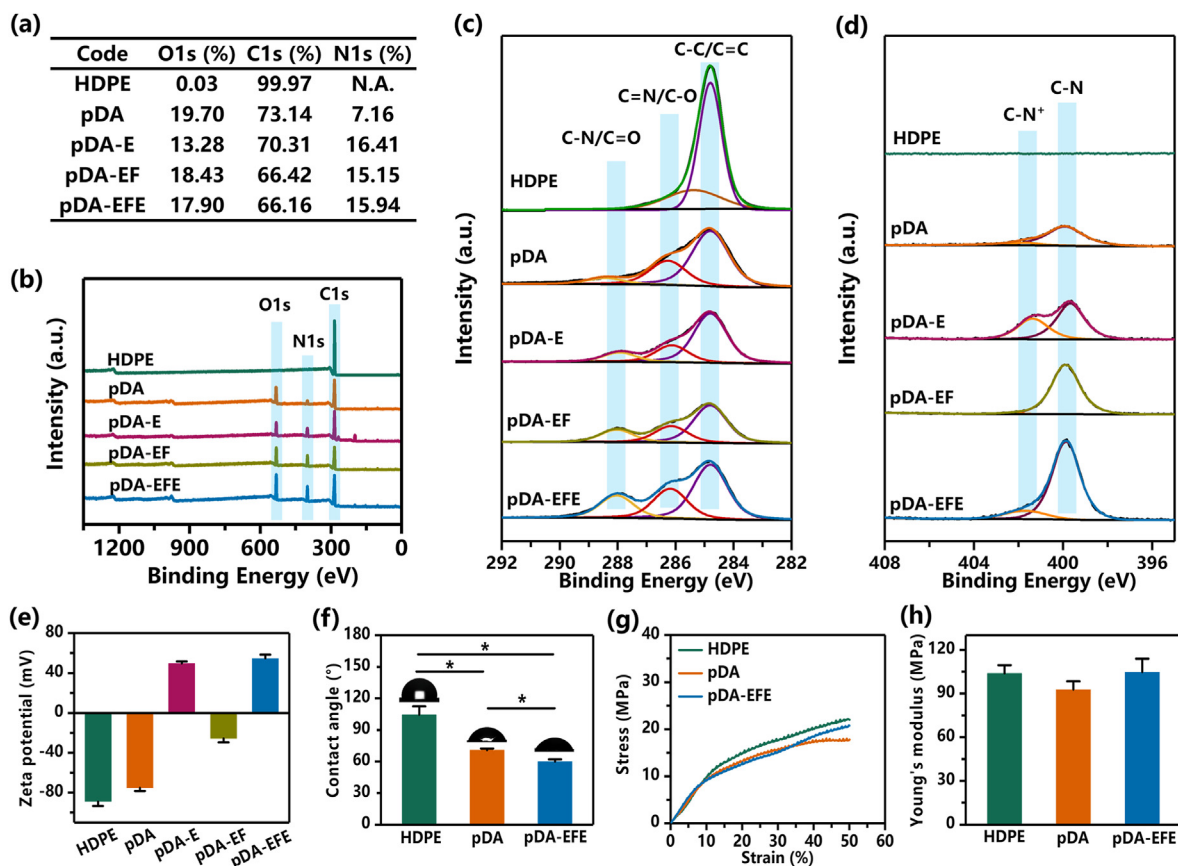 (a)
Code O1s (%) C1s (%) N1s (%)
HDPE 0.03 99.97 N.A.
pDA 19.70 73.14 7.16
pDA-E 13.28 70.31 16.41
pDA-EF 18.43 66.42 15.15
pDA-EFE 17.90 66.16 15.94
(b)
O1s
N1s
C1s
HDPE
pDA
pDA-E
pDA-EF
pDA-EFE
Intensity (a.u.)
1200 900 600 300 0
Binding Energy (eV)
(c)
C-C/C=C
C=N/C-O
C-N/C=O
HDPE
pDA
pDA-E
pDA-EF
pDA-EFE
Intensity (a.u.)
292 290 288 286 284 282
Binding Energy (eV)
(d)
C-N
C-N⁺
HDPE
pDA
pDA-E
pDA-EF
pDA-EFE
Intensity (a.u.)
408 404 400 396
Binding Energy (eV)
(e)
Zeta potential (mV)
80
40
0
-40
-80
HDPE pDA pDA-E pDA-EF pDA-EFE
(f)
Contact angle (°)
180
150
120
90
60
30
0
*
*
*
HDPE pDA pDA-EFE
(g)
Stress (MPa)
40
30
20
10
0
HDPE
pDA
pDA-EFE
0 10 20 30 40 50 60
Strain (%)
(h)
Young's modulus (MPa)
120
90
60
30
0
HDPE pDA pDA-EFE